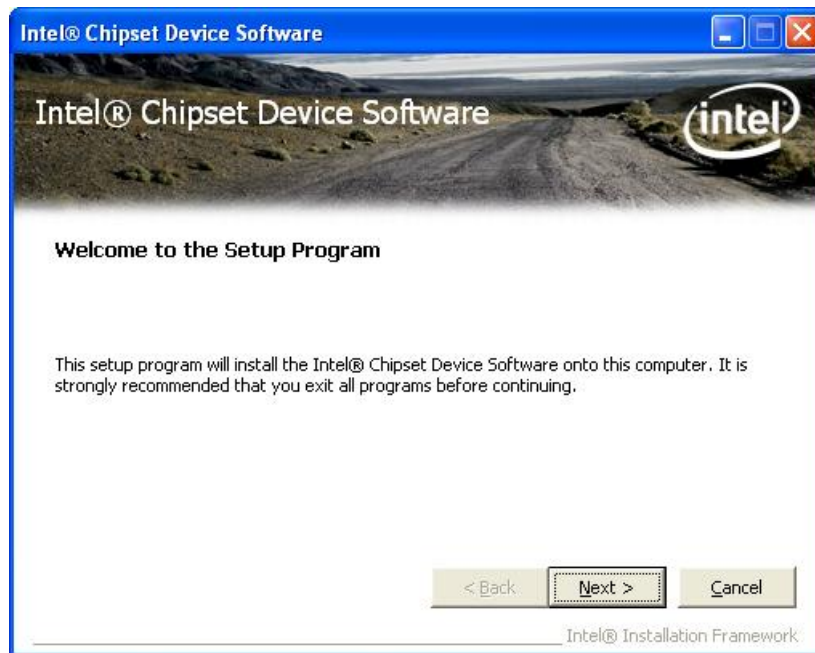 Intel® Chipset Device Software
Intel® Chipset Device Software
intel
Welcome to the Setup Program
This setup program will install the Intel® Chipset Device Software onto this computer. It is
strongly recommended that you exit all programs before continuing.
< Back Next > Cancel
Intel® Installation Framework